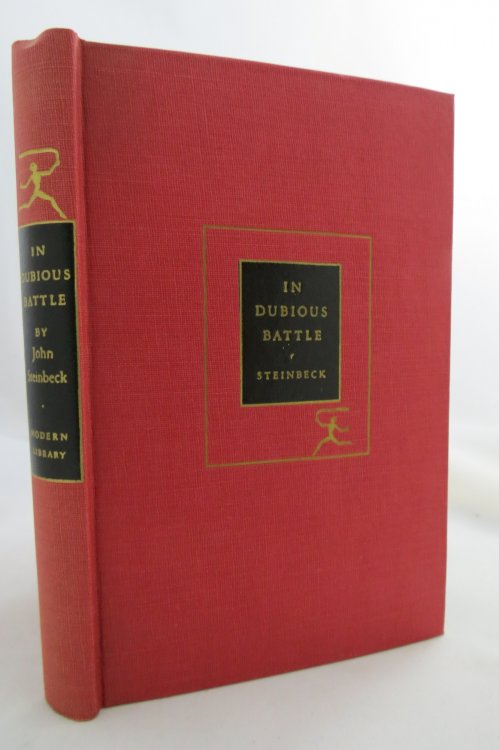 IN
DUBIOUS
BATTLE
BY
John
Steinbeck
MODERN
LIBRARY
IN
DUBIOUS
BATTLE
STEINBECK